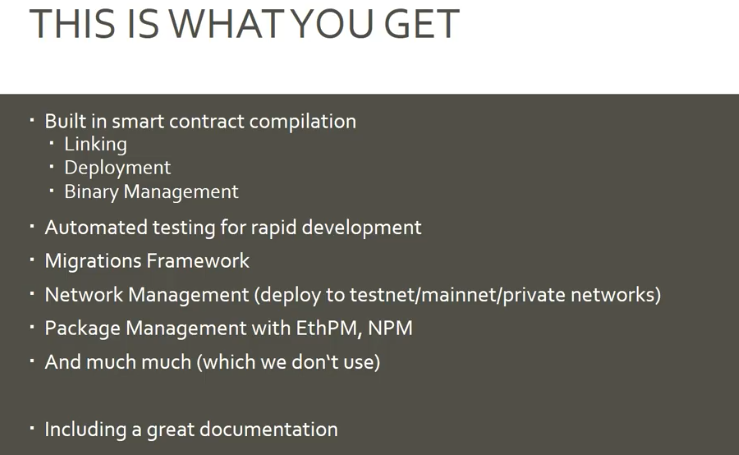 THIS IS WHAT YOU GET
Built in smart contract compilation
Linking
Deployment
Binary Management
Automated testing for rapid development
Migrations Framework
Network Management (deploy to testnet/mainnet/private networks)
Package Management with EthPM, NPM
And much much (which we don't use)
Including a great documentation